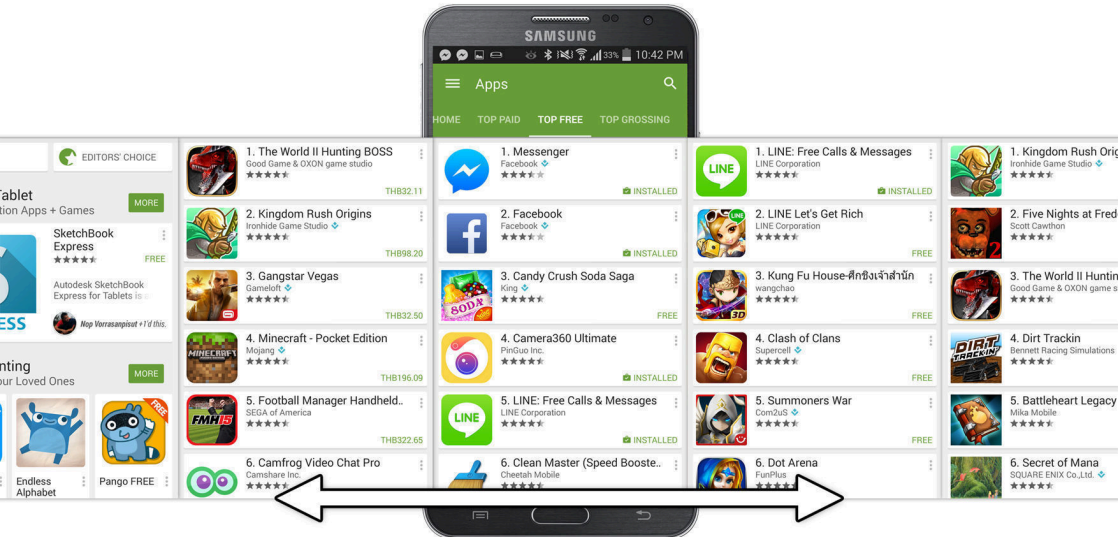 SAMSUNG
33% 10:42 PM
Apps
HOME TOP PAID TOP FREE TOP GROSSING
EDITORS' CHOICE
Tablet
tion Apps + Games
MORE
SketchBook
Express
FREE
Autodesk SketchBook
Express for Tablets is
ESS
Nop Vorrasanpisut +1'd this.
nting
our Loved Ones
MORE
FREE
Endless
Alphabet
Pango FREE
1. The World II Hunting BOSS
Good Game & OXON game studio
THB32.11
2. Kingdom Rush Origins
Ironhide Game Studio
THB98.20
3. Gangstar Vegas
Gameloft
THB32.50
MINECRAFT
4. Minecraft - Pocket Edition
Mojang
THB196.09
FMH15
5. Football Manager Handheld..
SEGA of America
THB322.65
6. Camfrog Video Chat Pro
Camshare Inc.
1. Messenger
Facebook
INSTALLED
2. Facebook
Facebook
INSTALLED
SODA
3. Candy Crush Soda Saga
King
FREE
4. Camera360 Ultimate
PinGuo Inc.
INSTALLED
LINE
5. LINE: Free Calls & Messages
LINE Corporation
INSTALLED
6. Clean Master (Speed Booste..
Cheetah Mobile
LINE
1. LINE: Free Calls & Messages
LINE Corporation
INSTALLED
LINE
2. LINE Let's Get Rich
LINE Corporation
FREE
3D
3. Kung Fu House-ศึกชิงเจ้าสำนัก
wangchao
FREE
4. Clash of Clans
Supercell
FREE
5. Summoners War
Com2uS
FREE
6. Dot Arena
FunPlus
1. Kingdom Rush Orig
Ironhide Game Studio
2
2. Five Nights at Fred
Scott Cawthon
3. The World II Huntin
Good Game & OXON game s
DIRT
TRACKIN
4. Dirt Trackin
Bennett Racing Simulations
5. Battleheart Legacy
Mika Mobile
6. Secret of Mana
SQUARE ENIX Co.,Ltd.